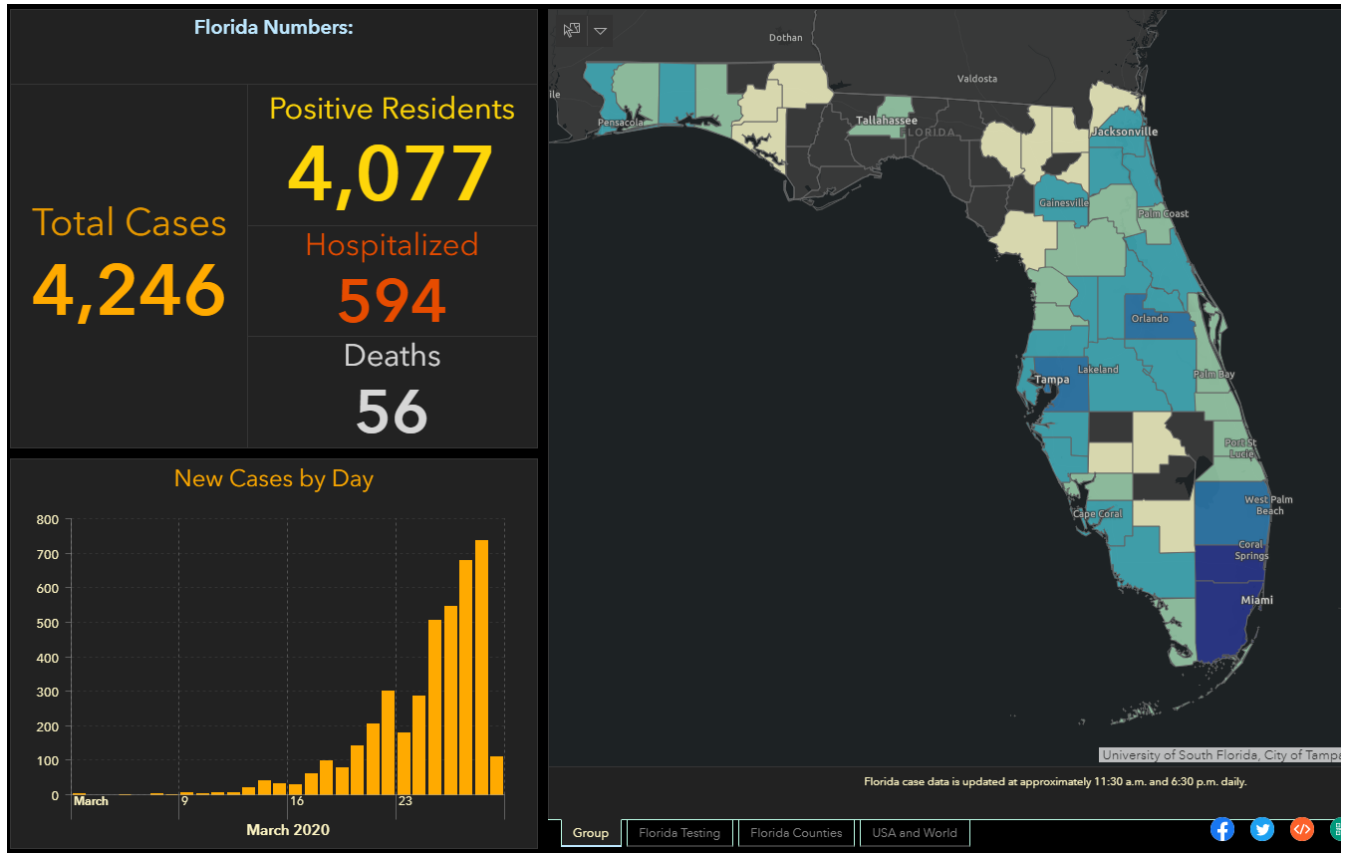 Florida Numbers:
Total Cases
4,246
Positive Residents
4,077
Hospitalized
594
Deaths
56
New Cases by Day
800
700
600
500
400
300
200
100
0
March
9
16
23
March 2020
Dothan
Valdosta
ile
Pensacola
Tallahassee
FLORIDA
Jacksonville
Gainesville
Palm Coast
Orlando
Tampa
Lakeland
Palm Bay
Port St
Lucie
Cape Coral
West Palm
Beach
Coral
Springs
Miami
University of South Florida, City of Tampa
Florida case data is updated at approximately 11:30 a.m. and 6:30 p.m. daily.
Group
Florida Testing
Florida Counties
USA and World